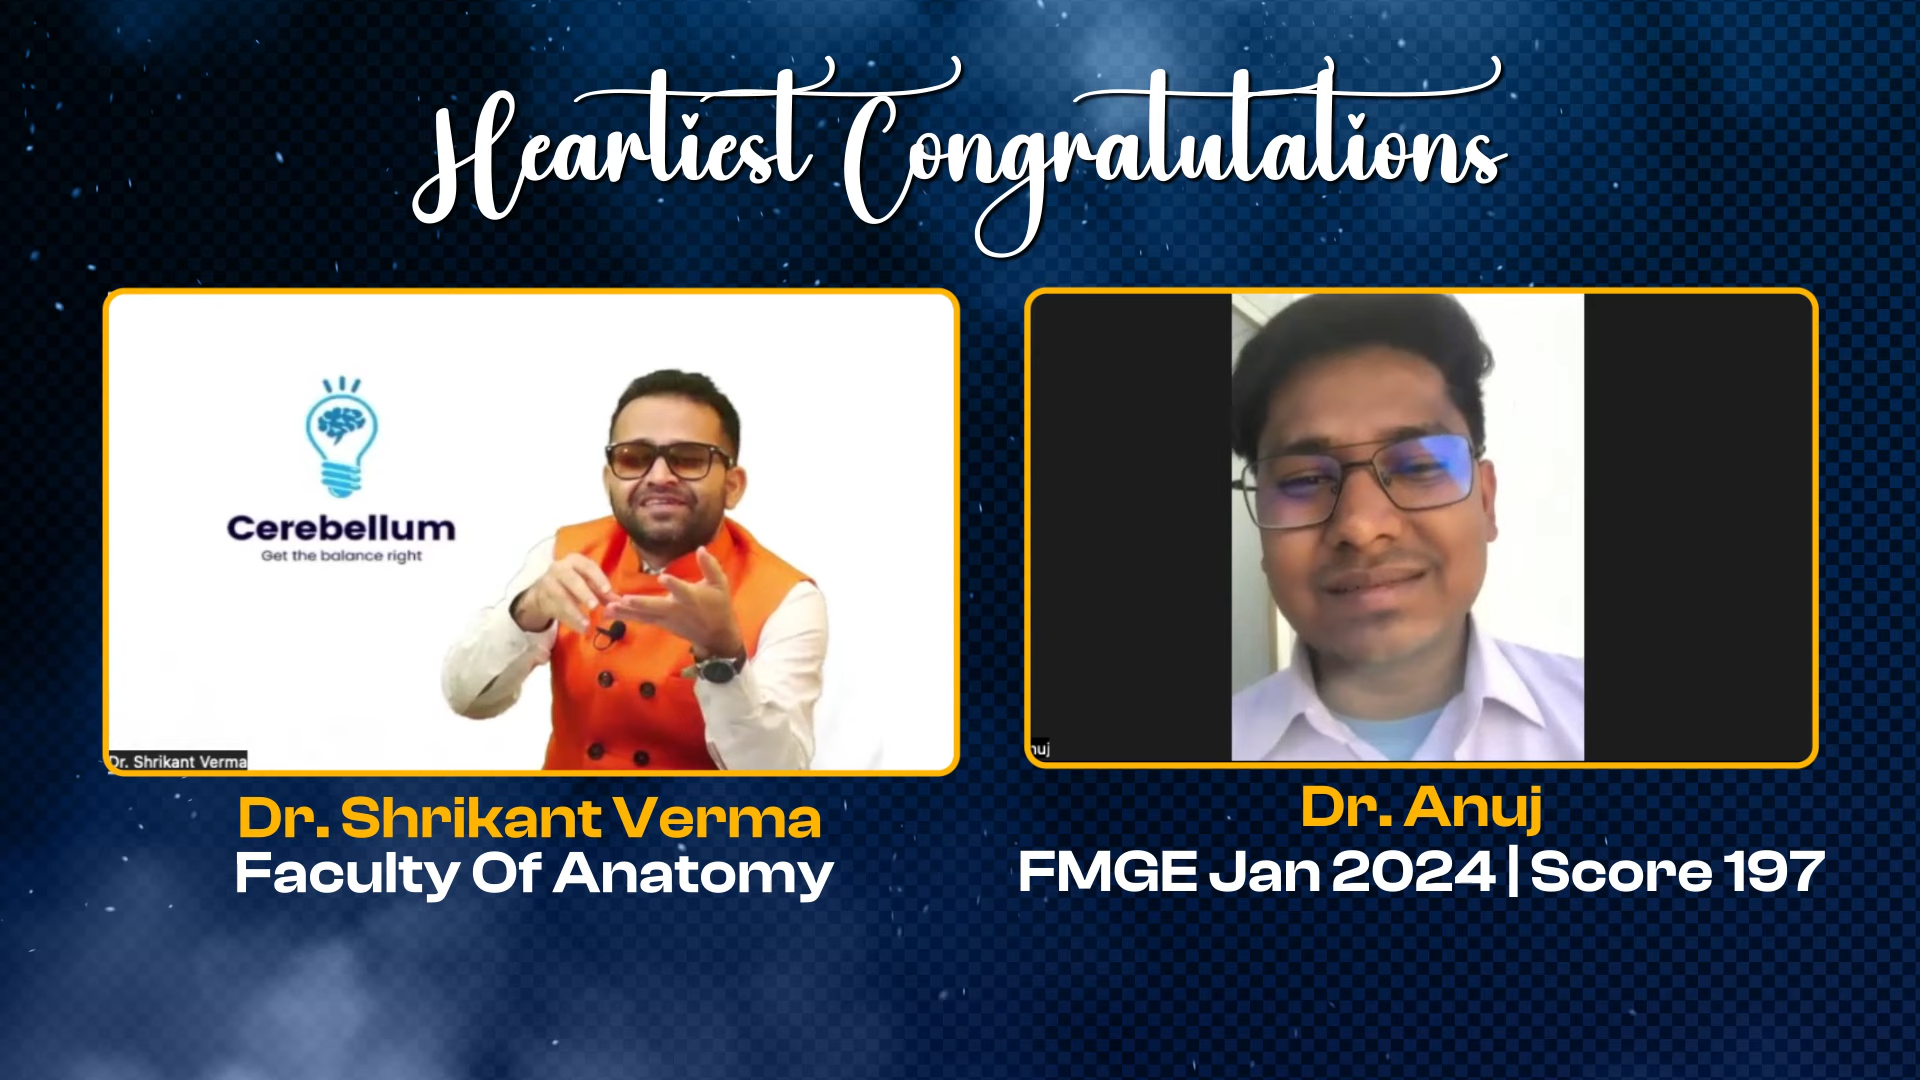 Heartiest Congratulations
Cerebellum
Get the balance right
Dr. Shrikant Verma
Dr. Shrikant Verma
Faculty Of Anatomy
nuj
Dr. Anuj
FMGE Jan 2024 | Score 197